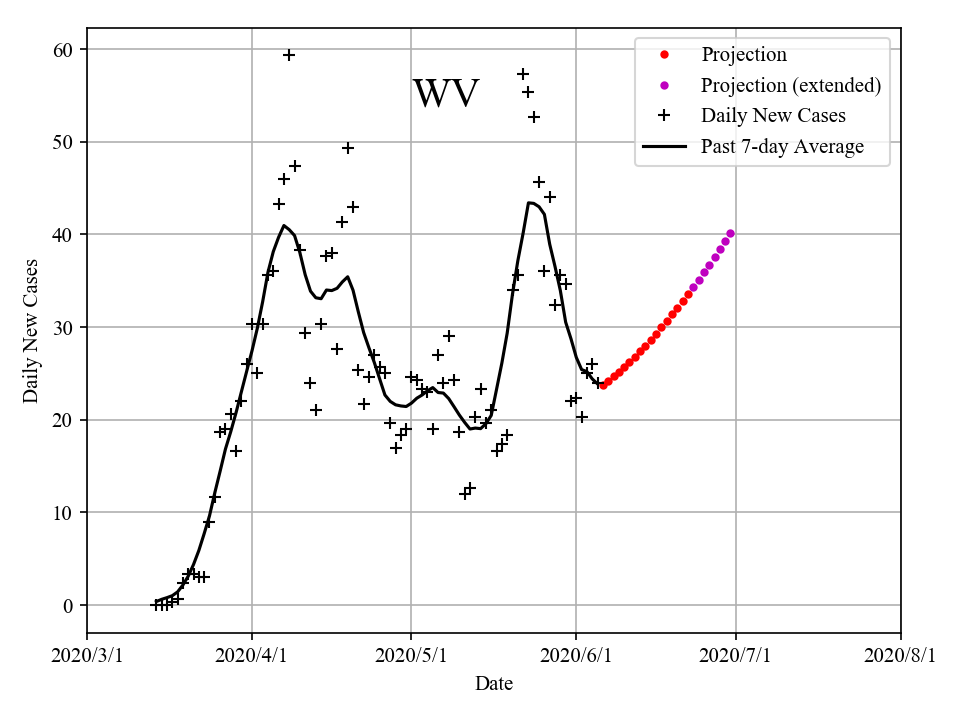 WV
Projection
Projection (extended)
Daily New Cases
Past 7-day Average
Daily New Cases
60
50
40
30
20
10
0
2020/3/1
2020/4/1
2020/5/1
2020/6/1
2020/7/1
2020/8/1
Date